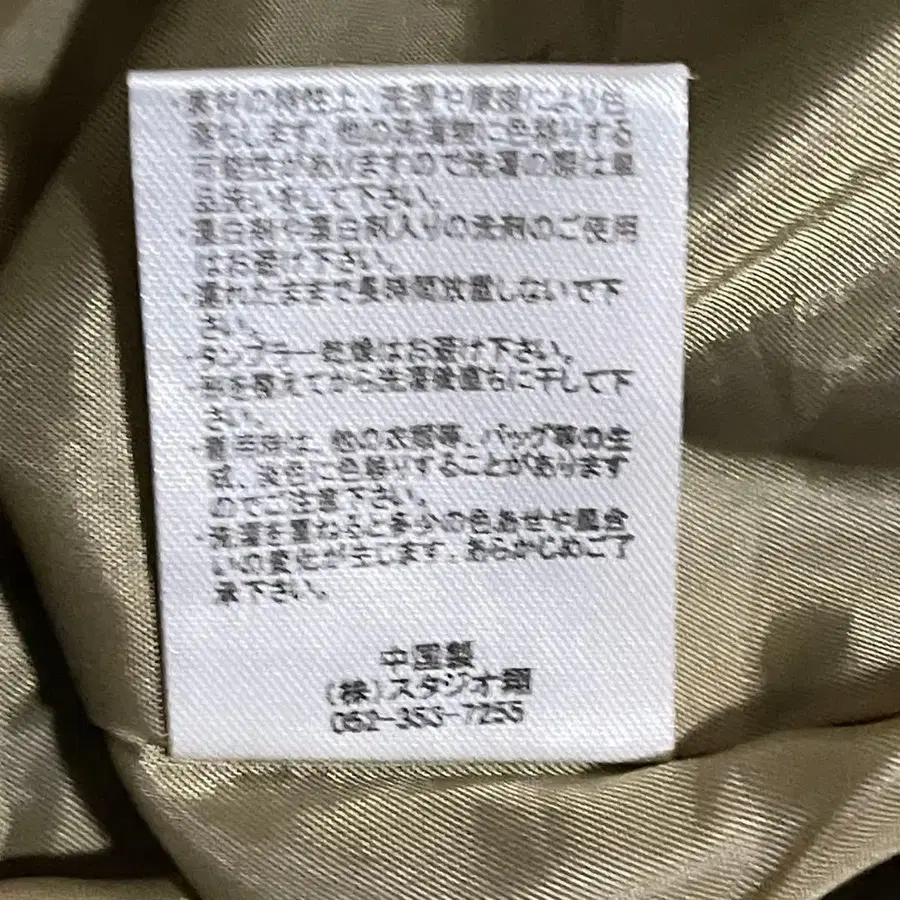 ・素材の特性上、洗濯や摩擦により色
落ちします。他の洗濯物に色移りする
可能性がありますので洗濯の際は単
品洗いをして下さい。
・漂白剤や蛍白剤入りの洗剤のご使用
はお避け下さい。
・濡れたままで長時間放置しないで下
さい。
・タンブラー乾燥はお避け下さい。
・形を整えてから洗濯後直ちに干して下
さい。
・着用時は、他の衣類等、バッグ等の生
成、淡色に色移りすることがあります
のでご注意下さい。
・洗濯を重ねると多少の色あせや風合
いの変化が生じます。あらかじめご了
承下さい。
中国製
(株)スタジオ
052-353-7255